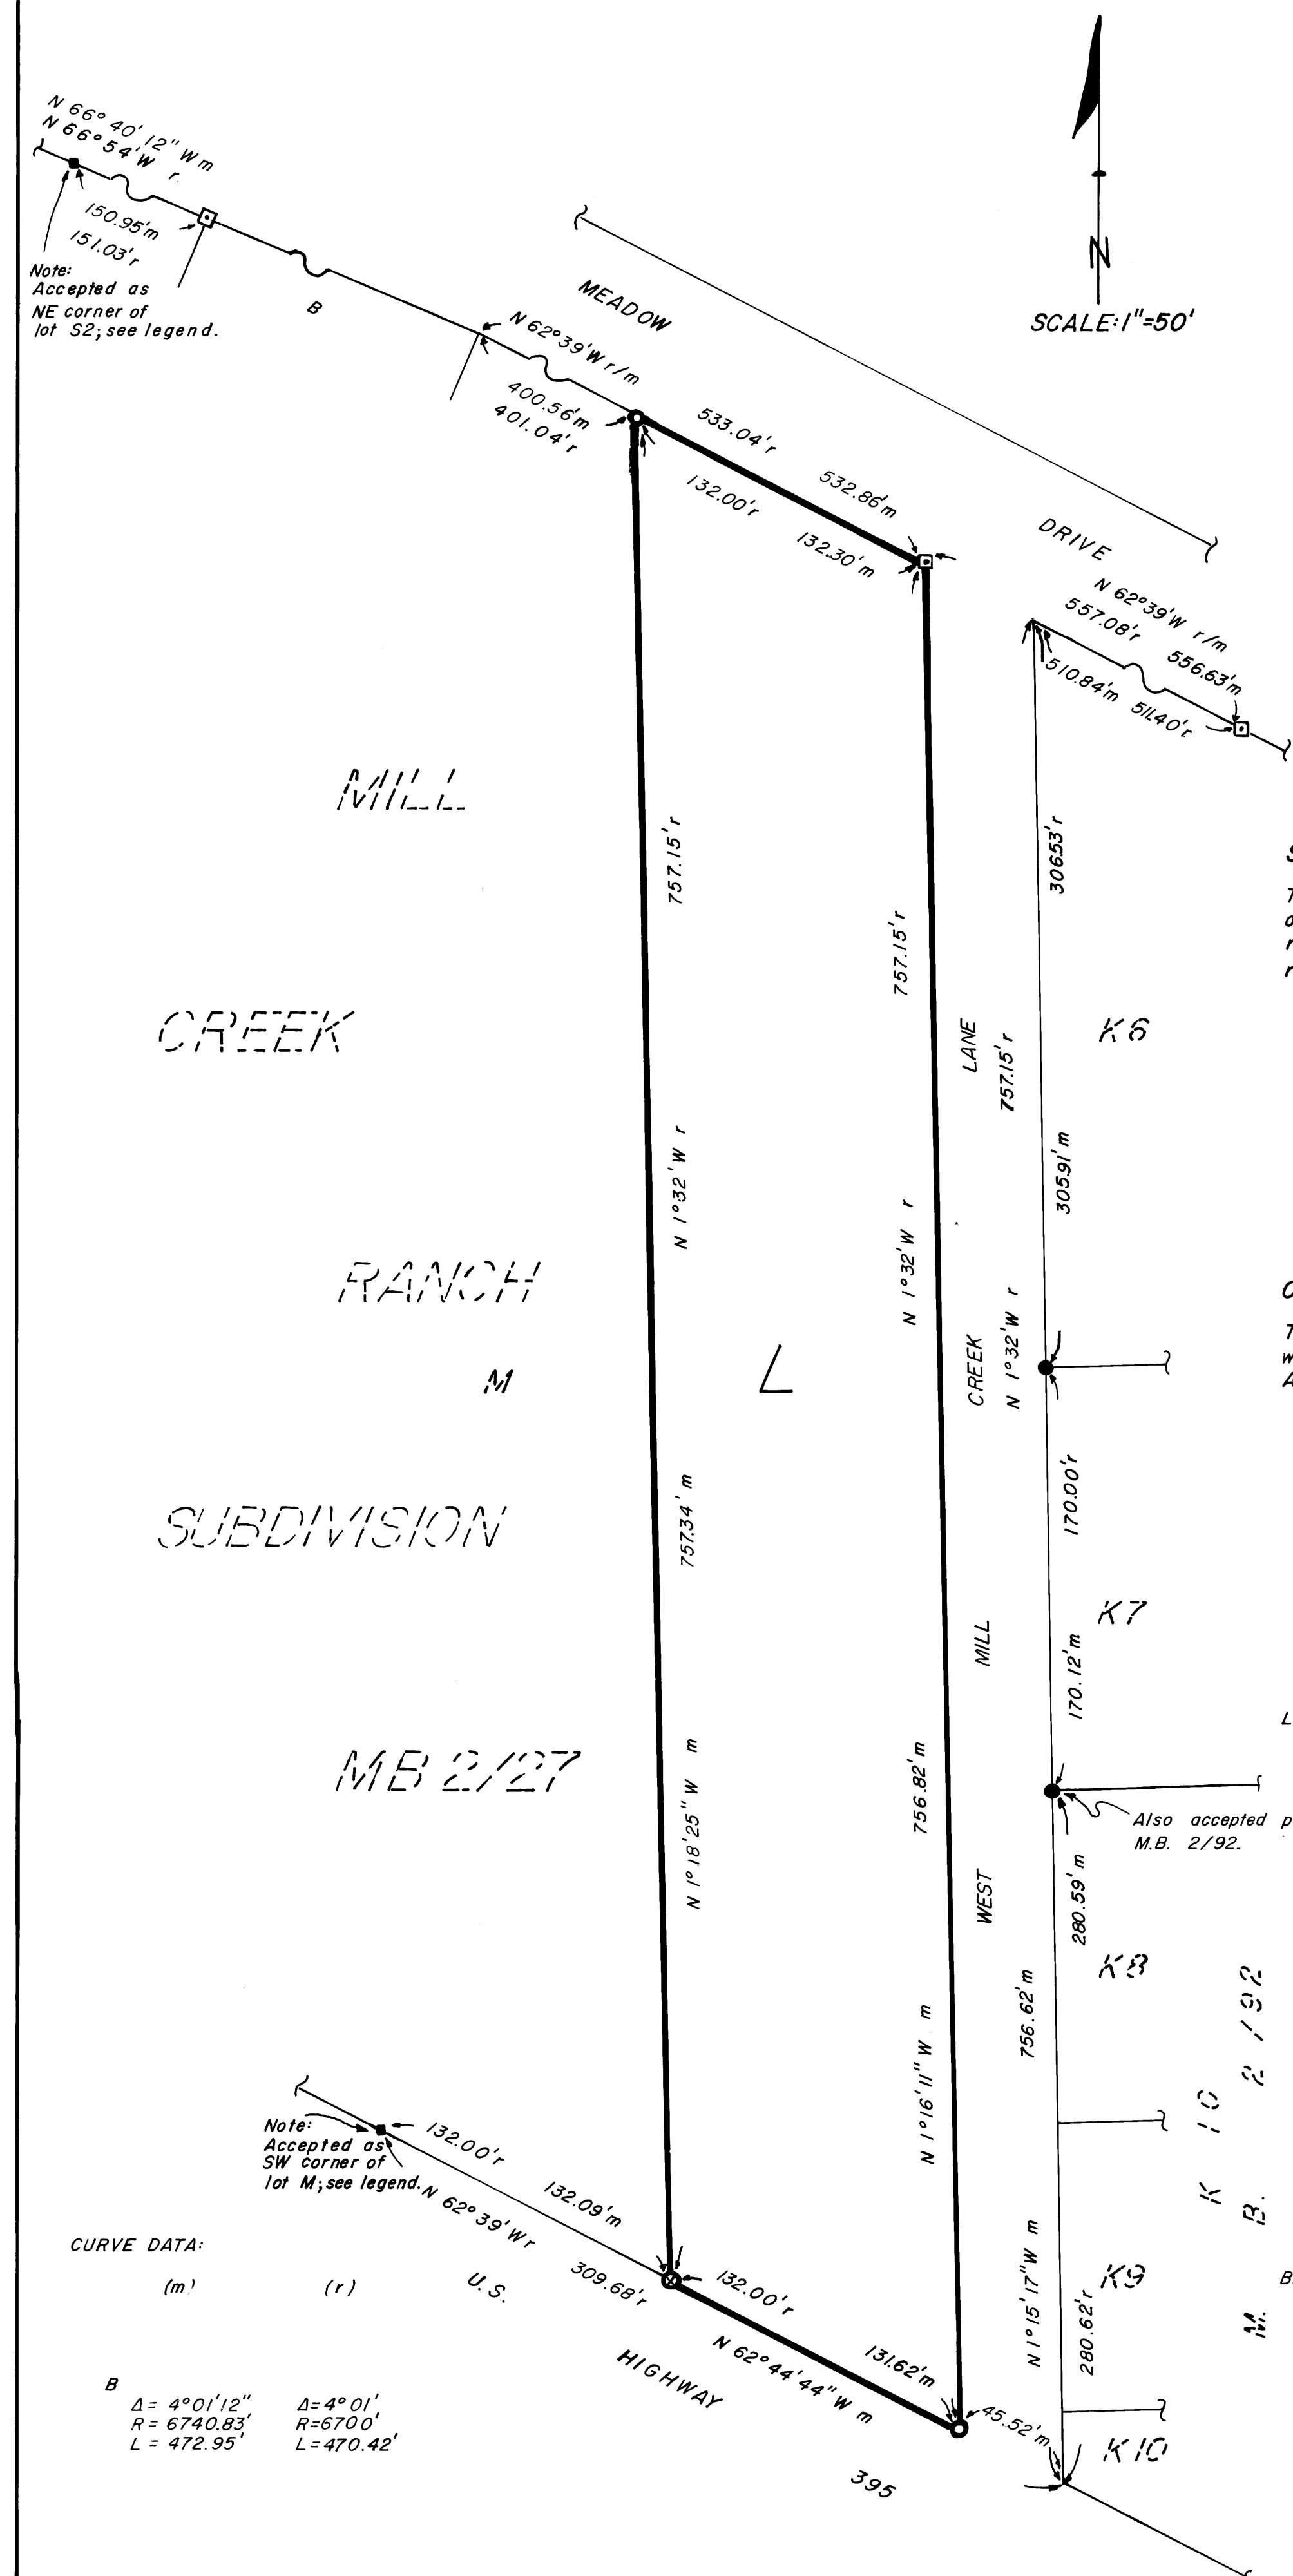 N 66° 40' 12" W m
N 66° 54' W r
150.95' m
151.03' r
Note:
Accepted as
NE corner of
lot S2; see legend.
B
N 62° 39' W r/m
400.56' m
401.04' r
MEADOW
DRIVE
N
SCALE: 1"=50'
533.04' r
532.86' m
132.00' r
132.30' m
N 62° 39' W r/m
557.08' r
556.63' m
510.84' m
511.40' r
MILL
CREEK
RANCH
M
SUBDIVISION
MB 2/27
757.15' r
N 1° 32' W r
757.34' m
N 1° 18' 25" W m
L
757.15' r
N 1° 32' W r
756.82' m
N 1° 16' 11" W m
LANE
CREEK
MILL
WEST
757.15' r
N 1° 32' W r
756.62' m
N 1° 15' 17" W m
306.53' r
305.91' m
170.00' r
170.12' m
280.59' m
280.62' r
K6
K7
Also accepted p
M.B. 2/92.
K8
K9
K10
K 10
M. B. 2/92
Note:
Accepted as
SW corner of
lot M; see legend.
132.00' r
132.09' m
N 62° 39' W r
309.68' r
132.00' r
131.62' m
N 62° 44' 44" W m
45.52' m
U.S.
HIGHWAY
395
CURVE DATA:
(m) (r)
B
Δ = 4° 01' 12" Δ = 4° 01'
R = 6740.83' R = 6700'
L = 472.95' L = 470.42'